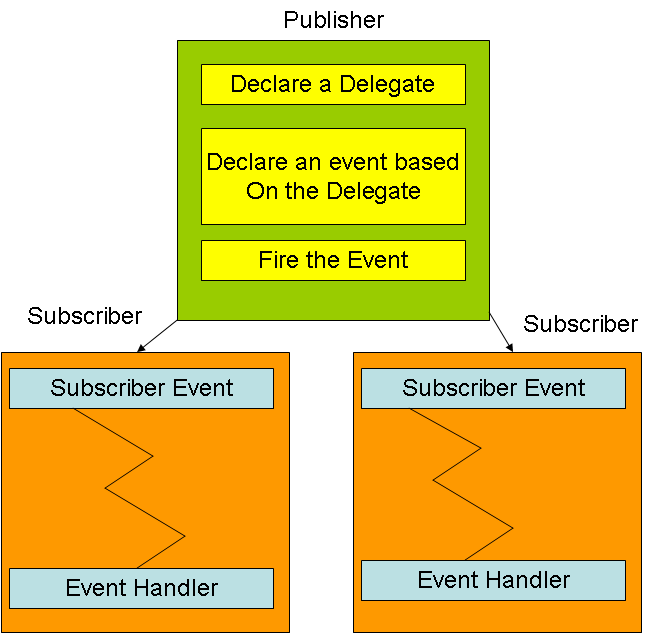 Publisher
Declare a Delegate
Declare an event based
On the Delegate
Fire the Event
Subscriber
Subscriber
Subscriber Event
Subscriber Event
Event Handler
Event Handler